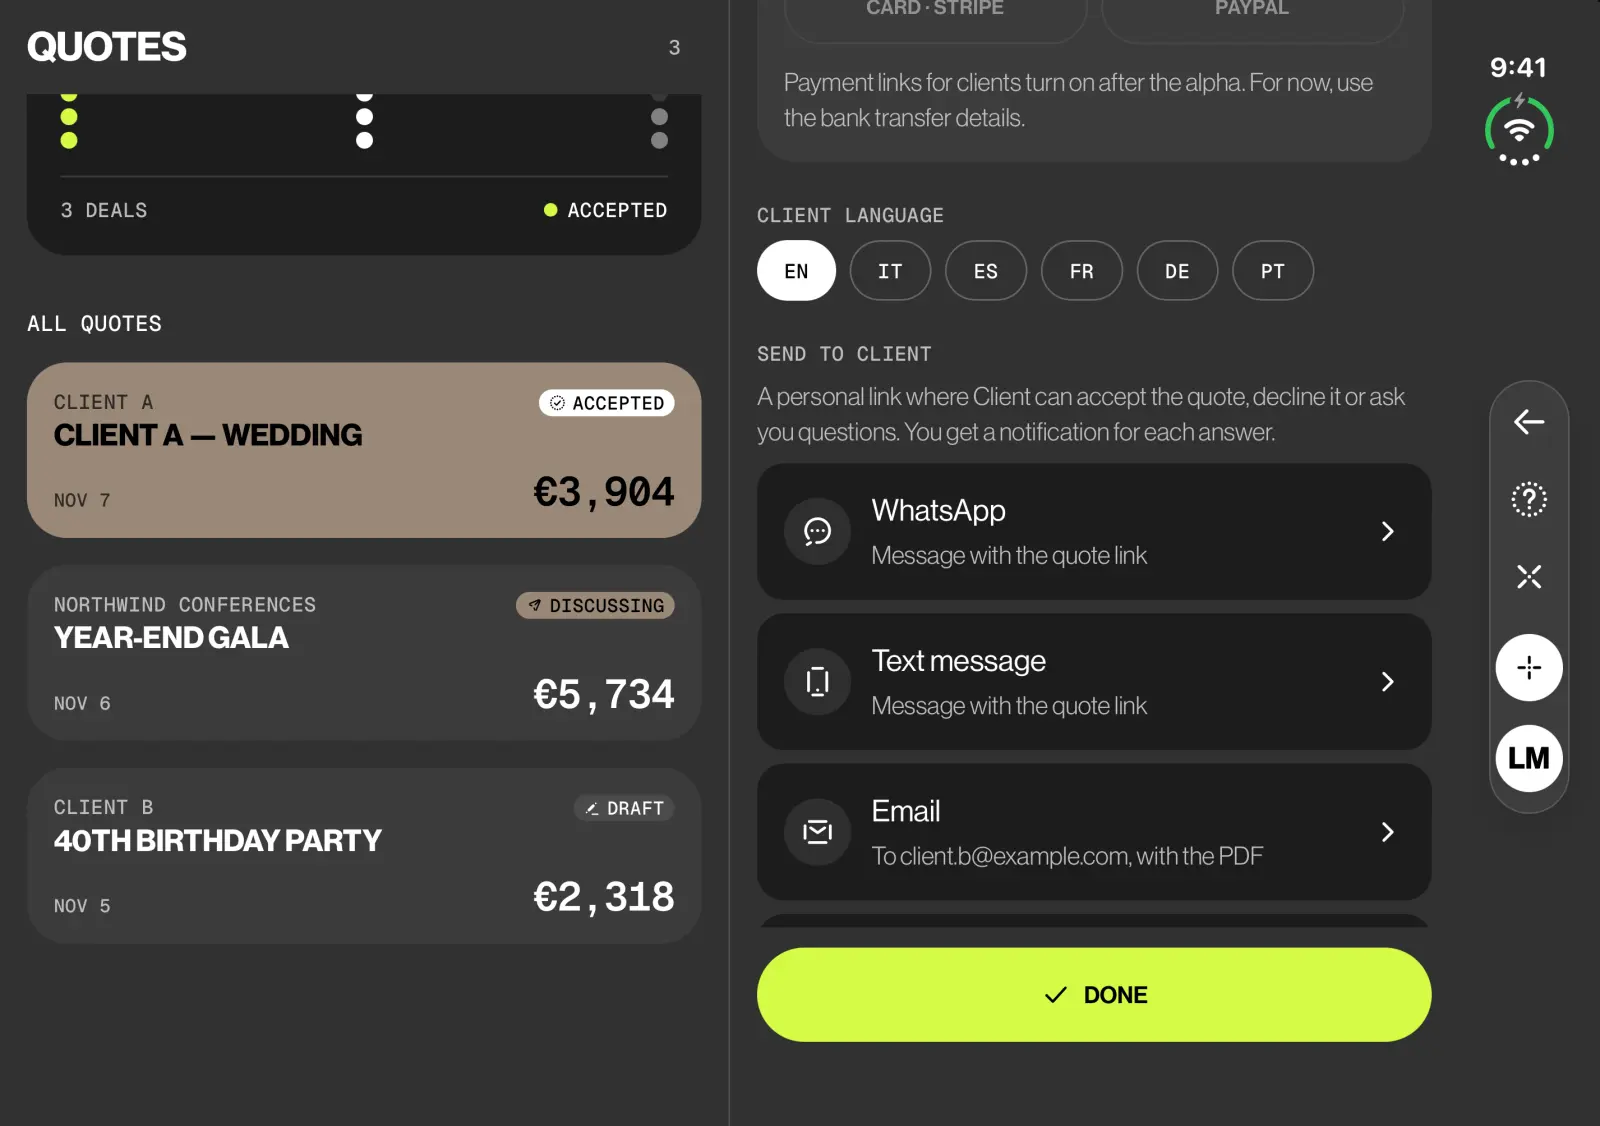 QUOTES
3
3 DEALS
ACCEPTED
ALL QUOTES
CLIENT A
ACCEPTED
CLIENT A — WEDDING
NOV 7
€3,904
NORTHWIND CONFERENCES
DISCUSSING
YEAR-END GALA
NOV 6
€5,734
CLIENT B
DRAFT
40TH BIRTHDAY PARTY
NOV 5
€2,318
CARD · STRIPE
PAYPAL
Payment links for clients turn on after the alpha. For now, use
the bank transfer details.
CLIENT LANGUAGE
EN
IT
ES
FR
DE
PT
SEND TO CLIENT
A personal link where Client can accept the quote, decline it or ask
you questions. You get a notification for each answer.
WhatsApp
Message with the quote link
Text message
Message with the quote link
Email
To client.b@example.com, with the PDF
DONE
9:41
LM